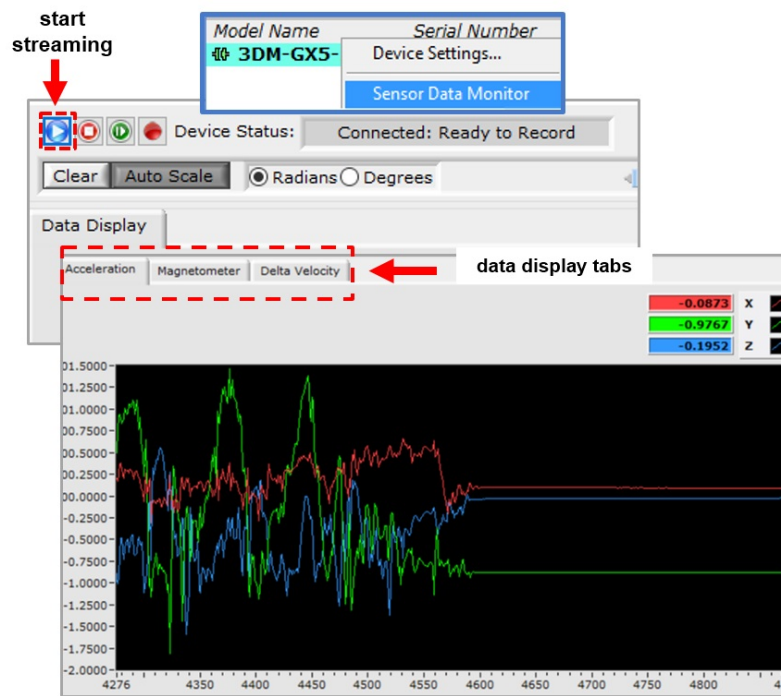 start
streaming
Model Name Serial Number
3DM-GX5-
Device Settings...
Sensor Data Monitor
Device Status: Connected: Ready to Record
Clear Auto Scale Radians Degrees
Data Display
Acceleration Magnetometer Delta Velocity
data display tabs
-0.0873 X
-0.9767 Y
-0.1952 Z
01.5000
01.2500
01.0000
00.7500
00.5000
00.2500
00.0000
-0.2500
-0.5000
-0.7500
-1.0000
-1.2500
-1.5000
-1.7500
-2.0000
4276 4350 4400 4450 4500 4550 4600 4650 4700 4750 4800